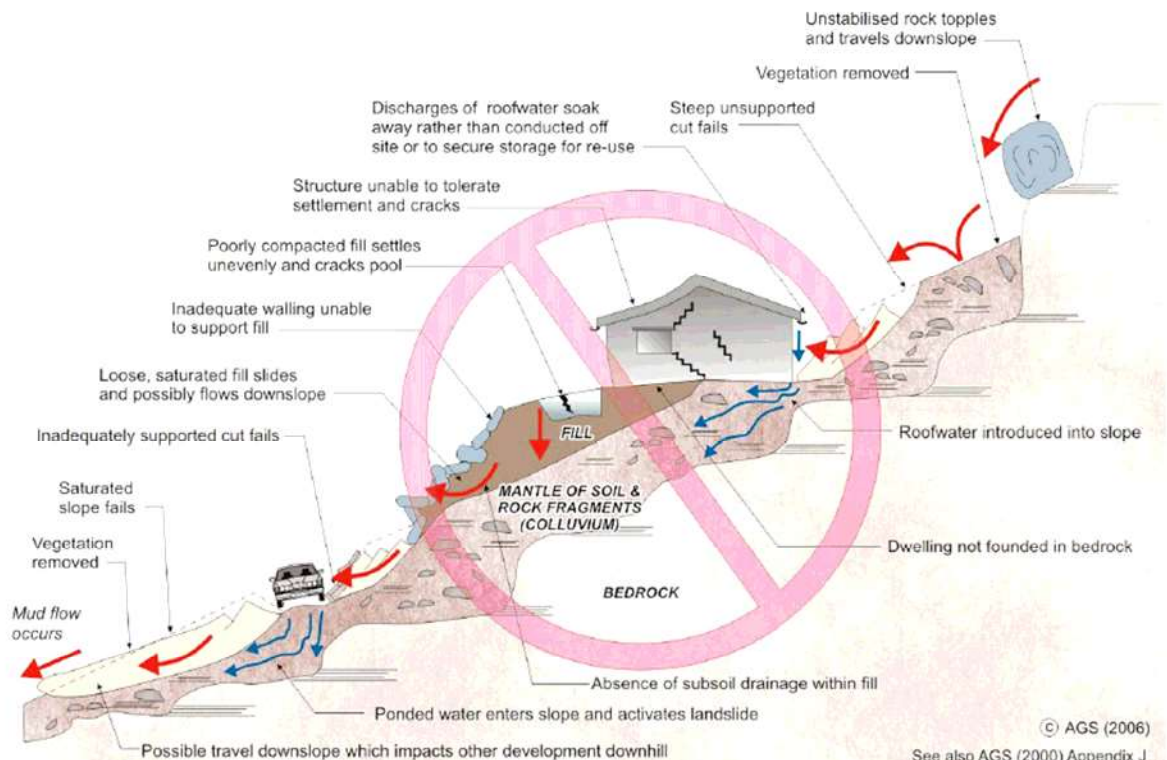 Unstabilised rock topples
and travels downslope
Vegetation removed
Discharges of roofwater soak
away rather than conducted off
site or to secure storage for re-use
Steep unsupported
cut fails
Structure unable to tolerate
settlement and cracks
Poorly compacted fill settles
unevenly and cracks pool
Inadequate walling unable
to support fill
Loose, saturated fill slides
and possibly flows downslope
Inadequately supported cut fails
Saturated
slope fails
Vegetation
removed
Mud flow
occurs
FILL
MANTLE OF SOIL &
ROCK FRAGMENTS
(COLLUVIUM)
BEDROCK
Roofwater introduced into slope
Dwelling not founded in bedrock
Absence of subsoil drainage within fill
Ponded water enters slope and activates landslide
Possible travel downslope which impacts other development downhill
© AGS (2006)
See also AGS (2000) Appendix J